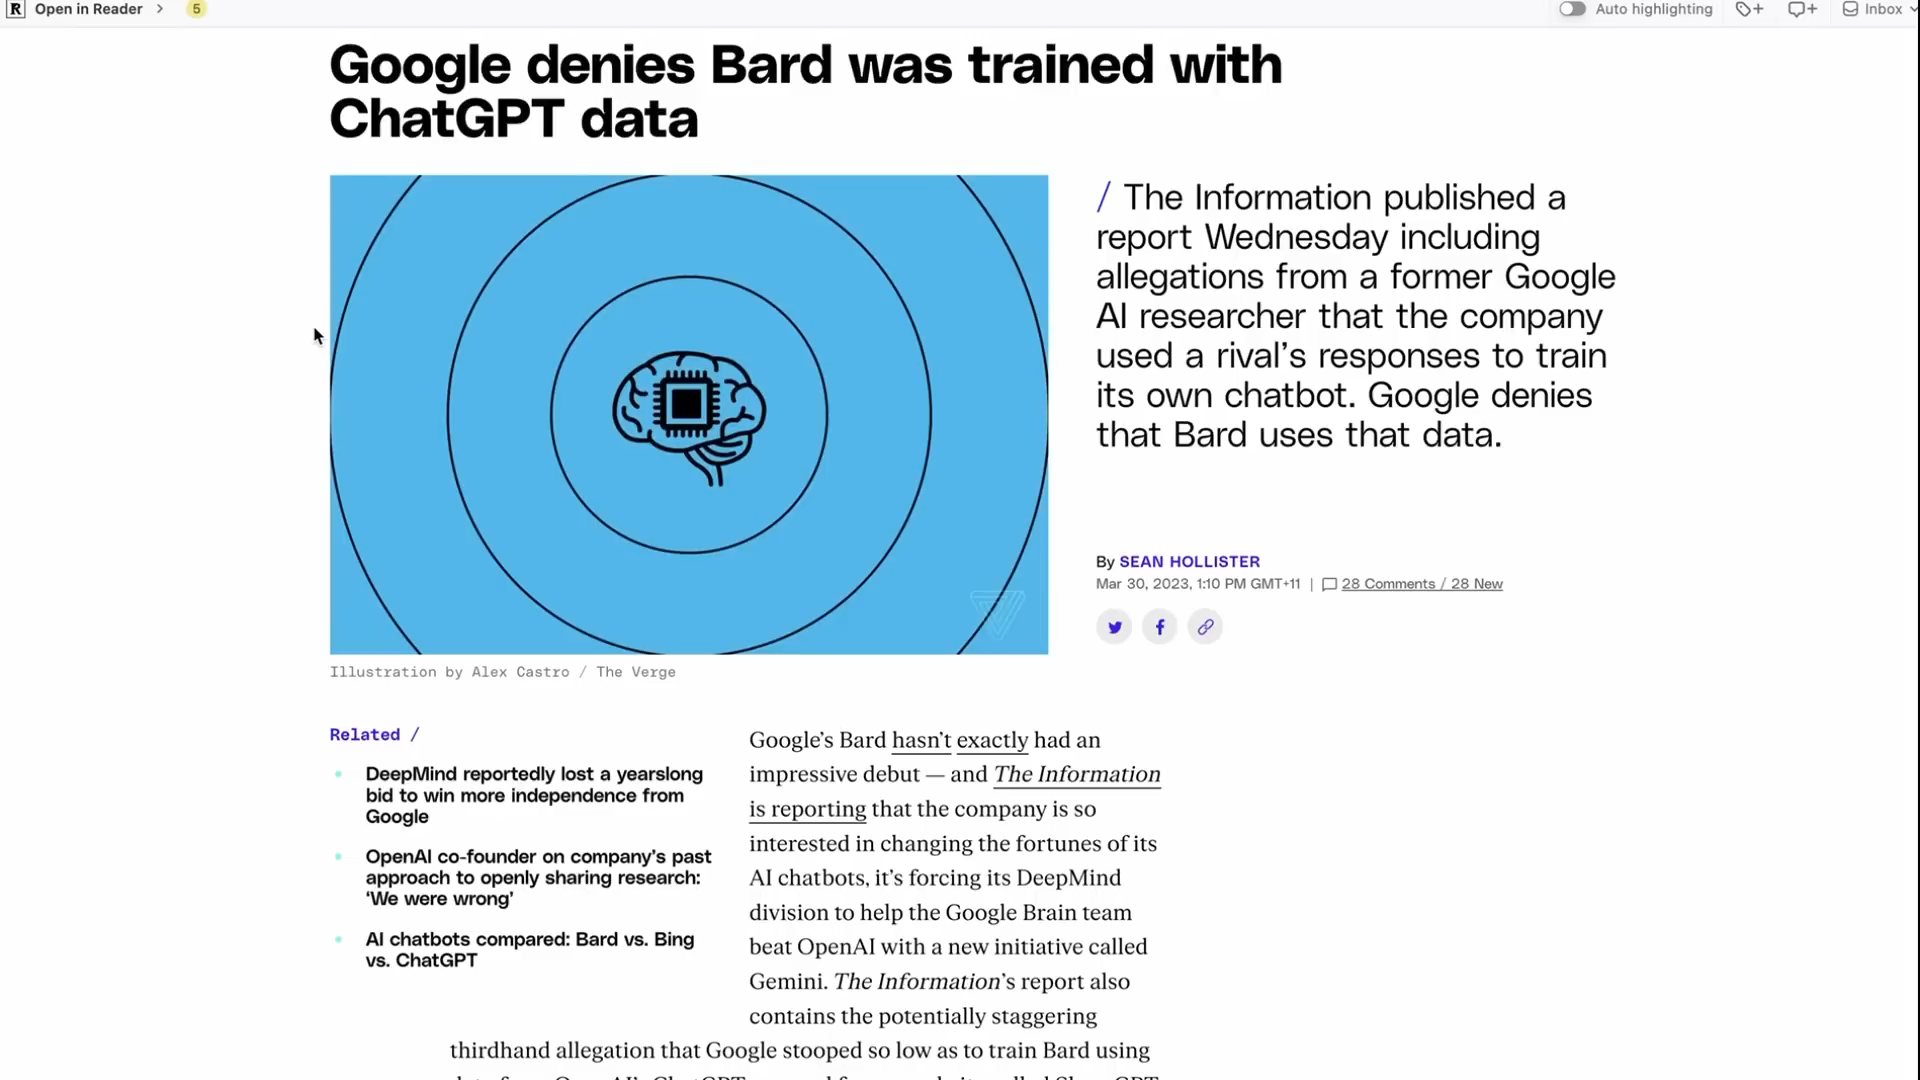 R Open in Reader > 5 Auto highlighting Inbox
Google denies Bard was trained with
ChatGPT data
/ The Information published a
report Wednesday including
allegations from a former Google
AI researcher that the company
used a rival’s responses to train
its own chatbot. Google denies
that Bard uses that data.
By SEAN HOLLISTER
Mar 30, 2023, 1:10 PM GMT+11 | 28 Comments / 28 New
Illustration by Alex Castro / The Verge
Related /
DeepMind reportedly lost a yearslong
bid to win more independence from
Google
OpenAI co-founder on company’s past
approach to openly sharing research:
‘We were wrong’
AI chatbots compared: Bard vs. Bing
vs. ChatGPT
Google’s Bard hasn’t exactly had an
impressive debut — and The Information
is reporting that the company is so
interested in changing the fortunes of its
AI chatbots, it’s forcing its DeepMind
division to help the Google Brain team
beat OpenAI with a new initiative called
Gemini. The Information’s report also
contains the potentially staggering
thirdhand allegation that Google stooped so low as to train Bard using